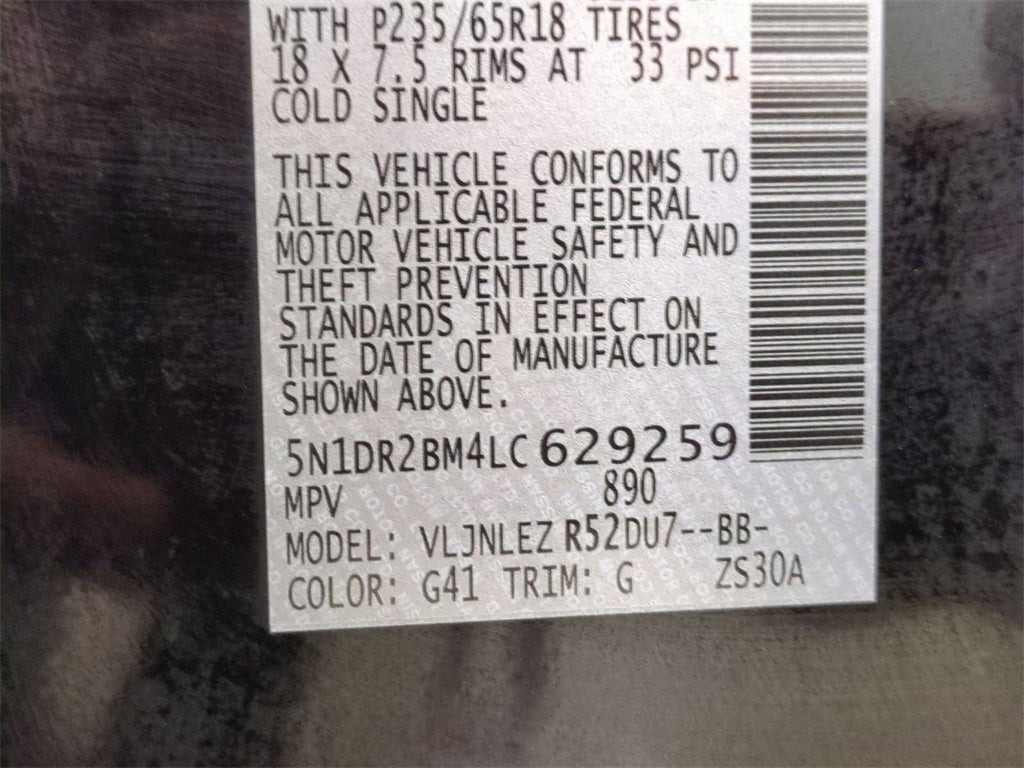 WITH P235/65R18 TIRES
18 X 7.5 RIMS AT 33 PSI
COLD SINGLE
THIS VEHICLE CONFORMS TO
ALL APPLICABLE FEDERAL
MOTOR VEHICLE SAFETY AND
THEFT PREVENTION
STANDARDS IN EFFECT ON
THE DATE OF MANUFACTURE
SHOWN ABOVE.
5N1DR2BM4LC629259
MPV 890
MODEL: VLJNLEZ R52DU7--BB-
COLOR: G41 TRIM: G ZS30A